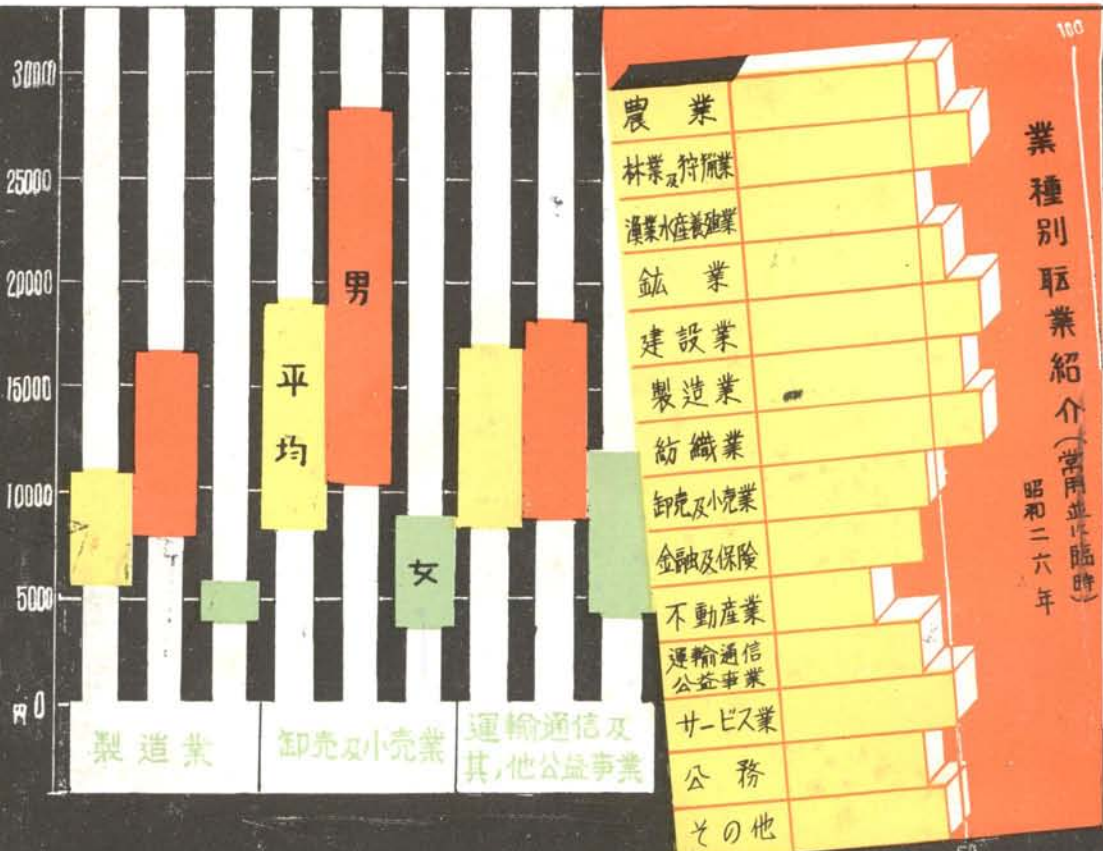 30000
25000
20000
15000
10000
5000
円 0
平均
男
女
製造業
卸売及小売業
運輸通信及
其ノ他公益事業
100
業種別 职業紹介(常用並ニ臨時)
昭和二六年
農業
林業及狩猟業
漁業水産養殖業
鉱業
建設業
製造業
紡織業
卸売及小売業
金融及保険
不動産業
運輸通信
公益事業
サービス業
公務
その他
50